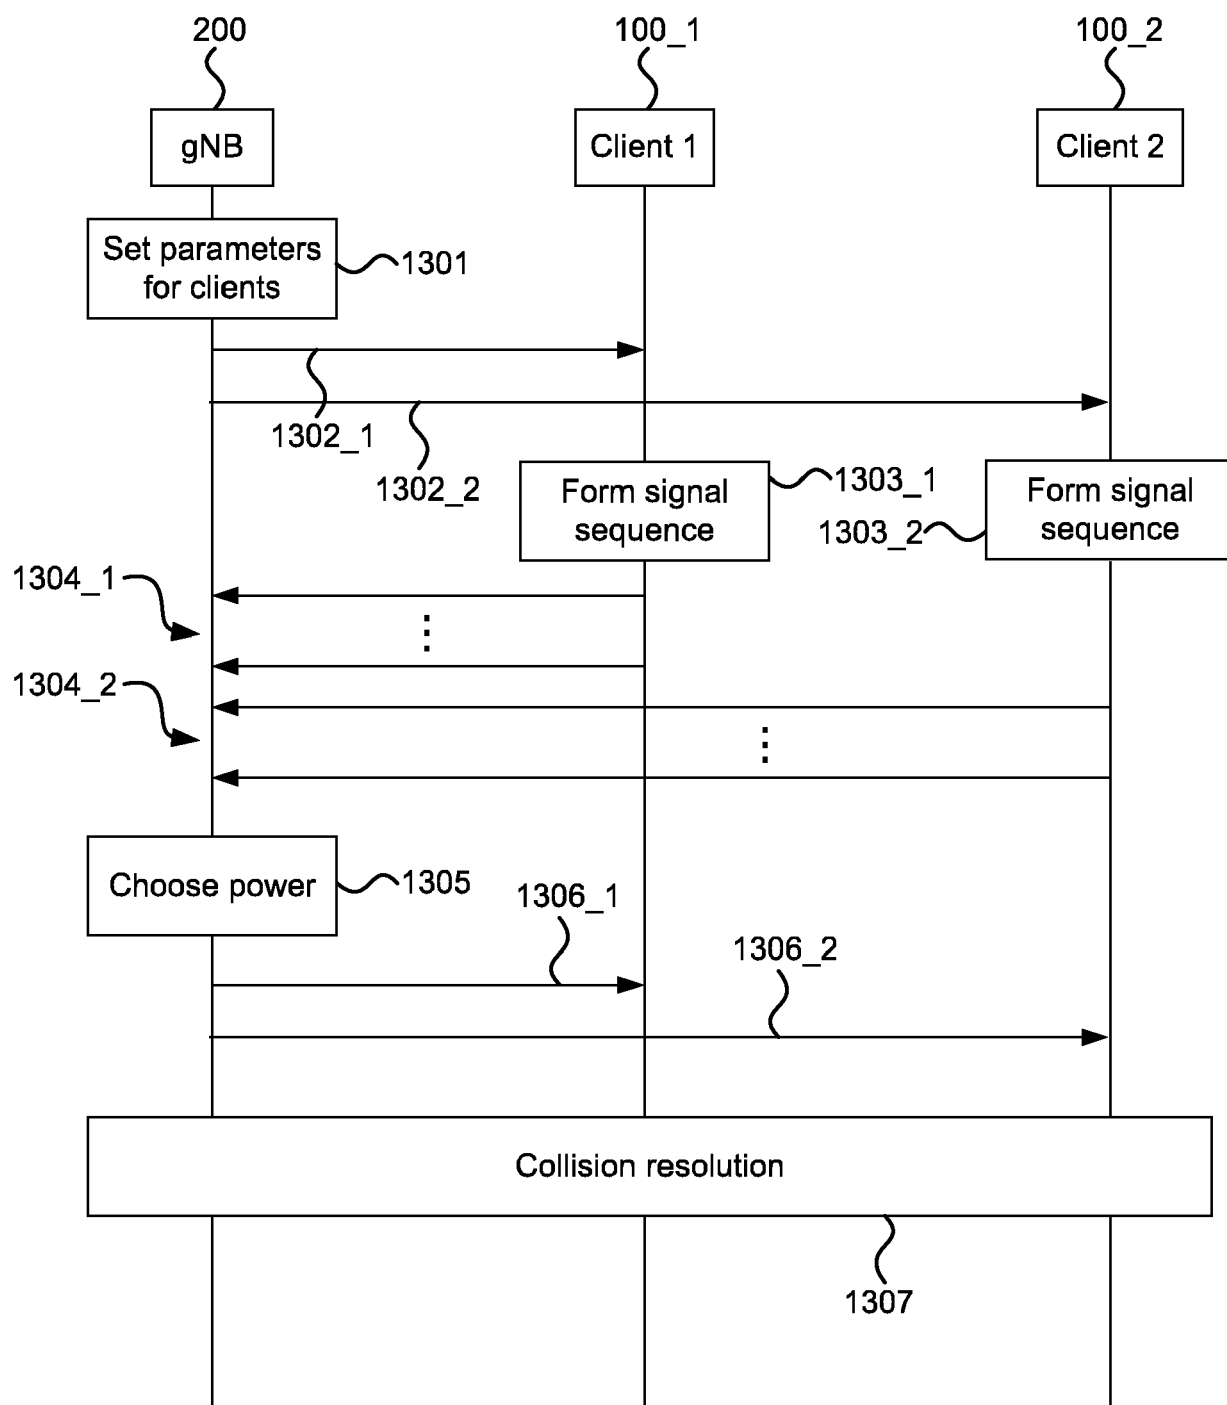 200
100_1
100_2
gNB
Client 1
Client 2
Set parameters
for clients
1301
1302_1
1302_2
Form signal
sequence
1303_1
Form signal
sequence
1303_2
1304_1
1304_2
Choose power
1305
1306_1
1306_2
Collision resolution
1307